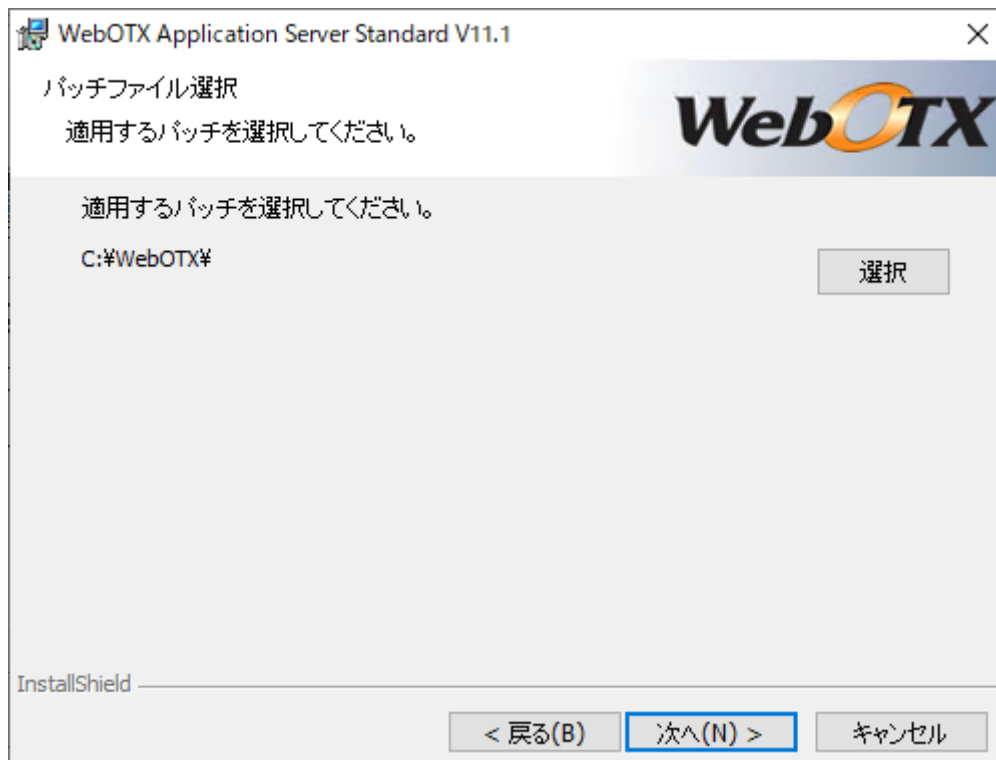 WebOTX Application Server Standard V11.1
パッチファイル選択
適用するパッチを選択してください。
WebOTX
適用するパッチを選択してください。
C:¥WebOTX¥
選択
InstallShield
< 戻る(B)
次へ(N) >
キャンセル